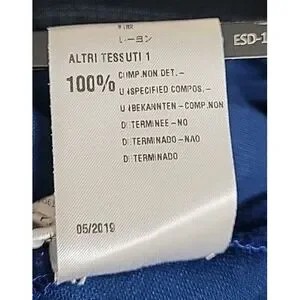 レーヨン
ESD-1
ALTRI TESSUTI 1
100% COMP.NON DET.–
UNSPECIFIED COMPOS.–
UNBEKANNTEN – COMP.NON
DETERMINEE –NO
DETERMINADO –NAO
DETERMINADO
05/2019